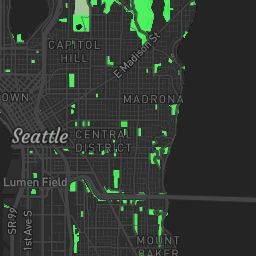 CAPITOL
HILL
E Madison St
OWN
MADRONA
Seattle
CENTRAL
DISTRICT
Lumen Field
SR 99
1st Ave S
MOUNT
BAKER